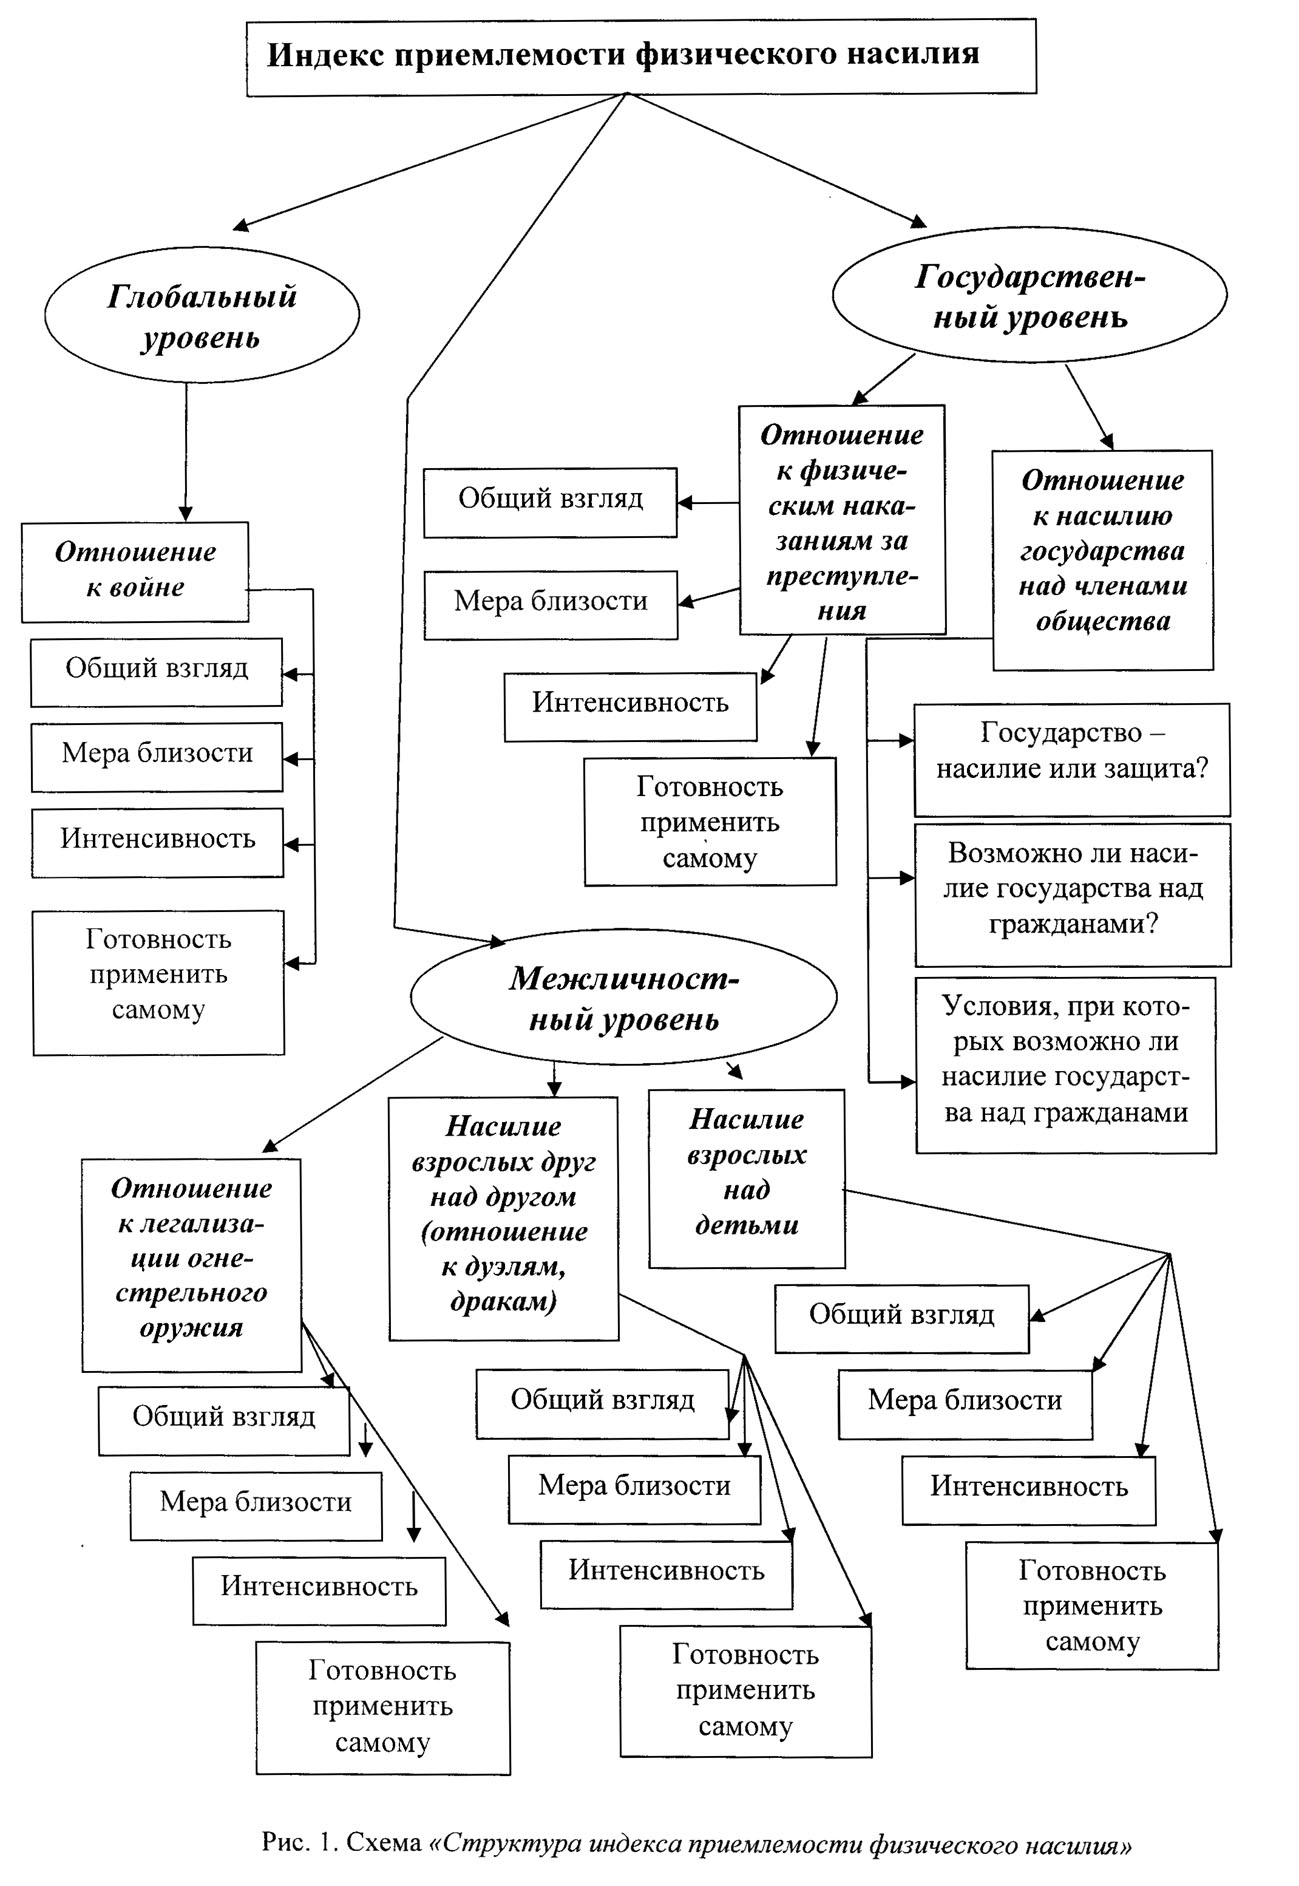 Индекс приемлемости физического насилия
Глобальный
уровень
Государствен-
ный уровень
Отношение
к войне
Общий взгляд
Мера близости
Интенсивность
Готовность
применить
самому
Отношение
к физиче-
ским нака-
заниям за
преступле-
ния
Общий взгляд
Мера близости
Интенсивность
Готовность
применить
самому
Отношение
к насилию
государства
над членами
общества
Государство –
насилие или защита?
Возможно ли наси-
лие государства над
гражданами?
Условия, при кото-
рых возможно ли
насилие государст-
ва над гражданами
Межличност-
ный уровень
Отношение
к легализа-
ции огне-
стрельного
оружия
Общий взгляд
Мера близости
Интенсивность
Готовность
применить
самому
Насилие
взрослых друг
над другом
(отношение
к дуэлям,
дракам)
Общий взгляд
Мера близости
Интенсивность
Готовность
применить
самому
Насилие
взрослых
над
детьми
Общий взгляд
Мера близости
Интенсивность
Готовность
применить
самому
Рис. 1. Схема «Структура индекса приемлемости физического насилия»